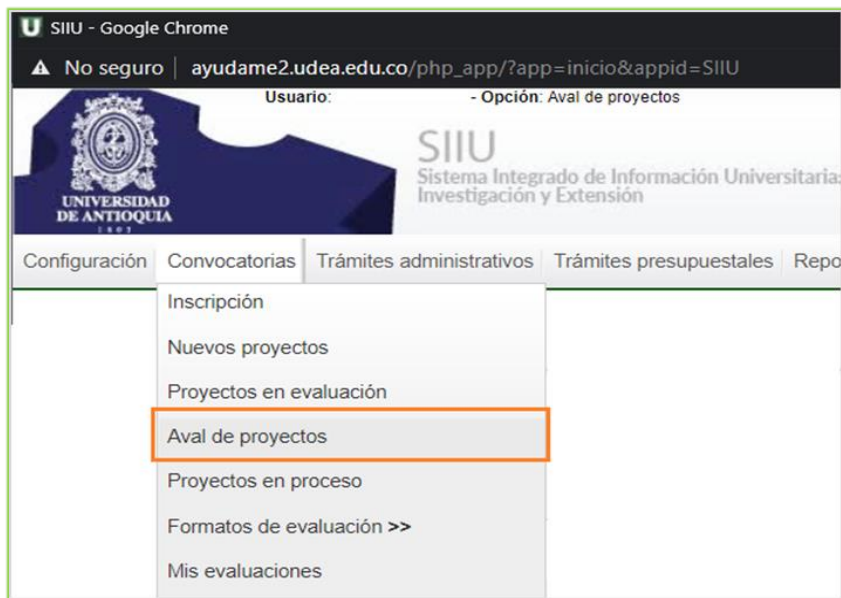 SIIU - Google Chrome
No seguro | ayudame2.udea.edu.co/php_app/?app=inicio&appid=SIIU
Usuario: - Opción: Aval de proyectos
SIIU
Sistema Integrado de Información Universitaria:
Investigación y Extensión
UNIVERSIDAD
DE ANTIOQUIA
1803
Configuración Convocatorias Trámites administrativos Trámites presupuestales Repo
Inscripción
Nuevos proyectos
Proyectos en evaluación
Aval de proyectos
Proyectos en proceso
Formatos de evaluación >>
Mis evaluaciones